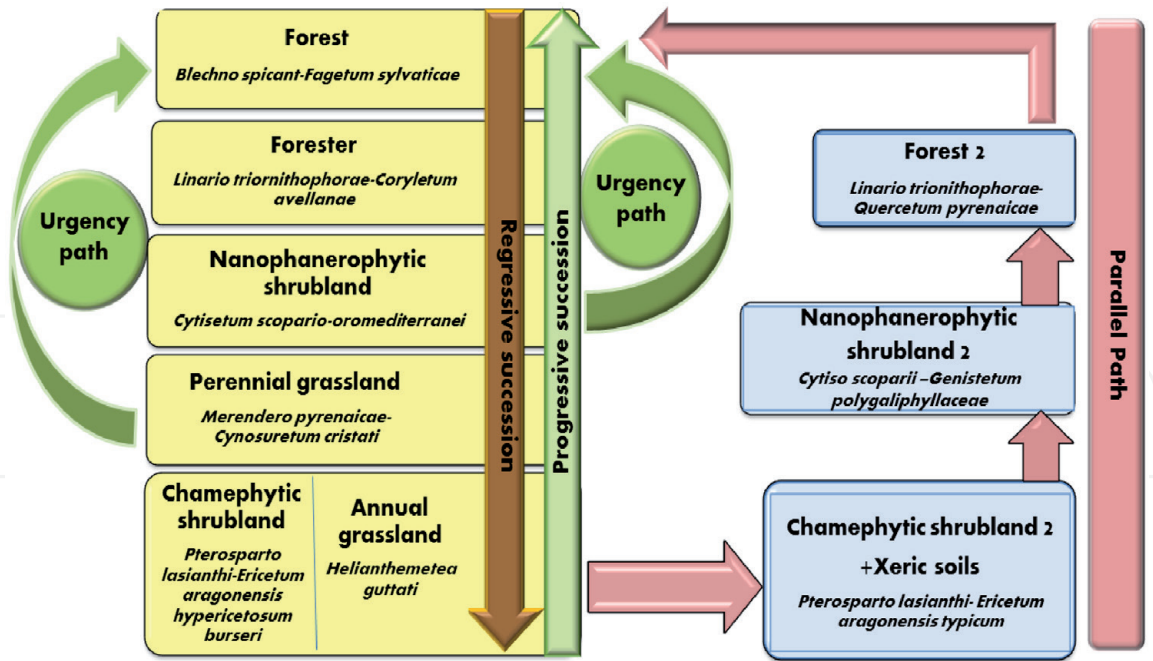 Forest
Blechno spicant-Fagetum sylvaticae
Forester
Linario triornithophorae-Coryletum
avellanae
Nanophanerophytic
shrubland
Cytisetum scopario-oromediterranei
Perennial grassland
Merendero pyrenaicae-
Cynosuretum cristati
Chamephytic
shrubland
Pterosparto
lasianthi-Ericetum
aragonensis
hypericetosum
burseri
Annual
grassland
Helianthemetea
guttati
Urgency
path
Regressive succession
Progressive succession
Urgency
path
Forest 2
Linario trionithophorae-
Quercetum pyrenaicae
Nanophanerophytic
shrubland 2
Cytiso scoparii –Genistetum
polygaliphyllaceae
Chamephytic shrubland 2
+Xeric soils
Pterosparto lasianthi- Ericetum
aragonensis typicum
Parallel Path